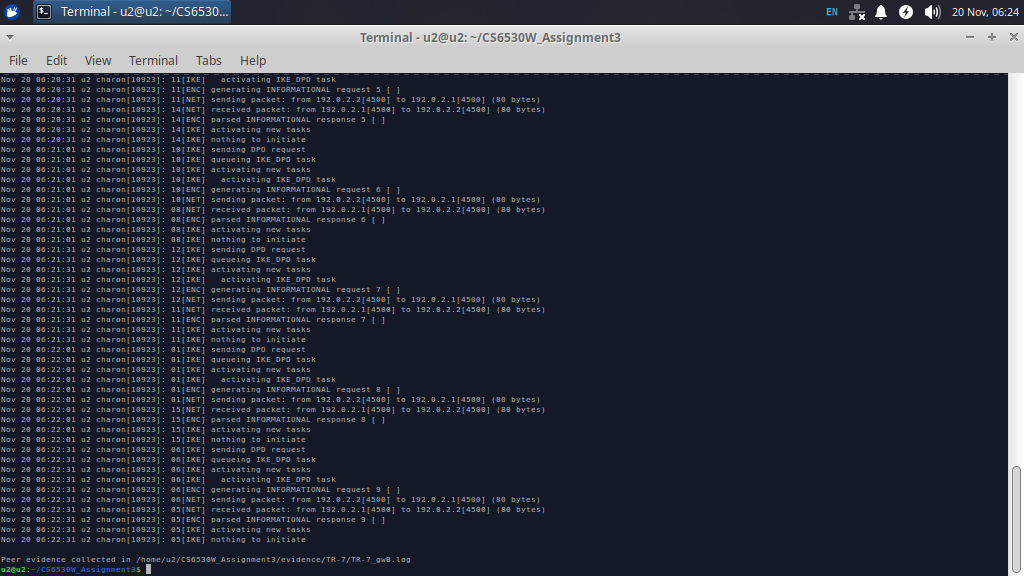 Terminal - u2@u2: ~/CS6530...
EN
20 Nov, 06:24
Terminal - u2@u2: ~/CS6530W_Assignment3
File Edit View Terminal Tabs Help
Nov 20 06:20:31 u2 charon[10923]: 11[IKE]   activating IKE_DPD task
Nov 20 06:20:31 u2 charon[10923]: 11[ENC] generating INFORMATIONAL request 5 [ ]
Nov 20 06:20:31 u2 charon[10923]: 11[NET] sending packet: from 192.0.2.2[4500] to 192.0.2.1[4500] (80 bytes)
Nov 20 06:20:31 u2 charon[10923]: 14[NET] received packet: from 192.0.2.1[4500] to 192.0.2.2[4500] (80 bytes)
Nov 20 06:20:31 u2 charon[10923]: 14[ENC] parsed INFORMATIONAL response 5 [ ]
Nov 20 06:20:31 u2 charon[10923]: 14[IKE] activating new tasks
Nov 20 06:20:31 u2 charon[10923]: 14[IKE] nothing to initiate
Nov 20 06:21:01 u2 charon[10923]: 10[IKE] sending DPD request
Nov 20 06:21:01 u2 charon[10923]: 10[IKE] queueing IKE_DPD task
Nov 20 06:21:01 u2 charon[10923]: 10[IKE] activating new tasks
Nov 20 06:21:01 u2 charon[10923]: 10[IKE]   activating IKE_DPD task
Nov 20 06:21:01 u2 charon[10923]: 10[ENC] generating INFORMATIONAL request 6 [ ]
Nov 20 06:21:01 u2 charon[10923]: 10[NET] sending packet: from 192.0.2.2[4500] to 192.0.2.1[4500] (80 bytes)
Nov 20 06:21:01 u2 charon[10923]: 08[NET] received packet: from 192.0.2.1[4500] to 192.0.2.2[4500] (80 bytes)
Nov 20 06:21:01 u2 charon[10923]: 08[ENC] parsed INFORMATIONAL response 6 [ ]
Nov 20 06:21:01 u2 charon[10923]: 08[IKE] activating new tasks
Nov 20 06:21:01 u2 charon[10923]: 08[IKE] nothing to initiate
Nov 20 06:21:31 u2 charon[10923]: 12[IKE] sending DPD request
Nov 20 06:21:31 u2 charon[10923]: 12[IKE] queueing IKE_DPD task
Nov 20 06:21:31 u2 charon[10923]: 12[IKE] activating new tasks
Nov 20 06:21:31 u2 charon[10923]: 12[IKE]   activating IKE_DPD task
Nov 20 06:21:31 u2 charon[10923]: 12[ENC] generating INFORMATIONAL request 7 [ ]
Nov 20 06:21:31 u2 charon[10923]: 12[NET] sending packet: from 192.0.2.2[4500] to 192.0.2.1[4500] (80 bytes)
Nov 20 06:21:31 u2 charon[10923]: 11[NET] received packet: from 192.0.2.1[4500] to 192.0.2.2[4500] (80 bytes)
Nov 20 06:21:31 u2 charon[10923]: 11[ENC] parsed INFORMATIONAL response 7 [ ]
Nov 20 06:21:31 u2 charon[10923]: 11[IKE] activating new tasks
Nov 20 06:21:31 u2 charon[10923]: 11[IKE] nothing to initiate
Nov 20 06:22:01 u2 charon[10923]: 01[IKE] sending DPD request
Nov 20 06:22:01 u2 charon[10923]: 01[IKE] queueing IKE_DPD task
Nov 20 06:22:01 u2 charon[10923]: 01[IKE] activating new tasks
Nov 20 06:22:01 u2 charon[10923]: 01[IKE]   activating IKE_DPD task
Nov 20 06:22:01 u2 charon[10923]: 01[ENC] generating INFORMATIONAL request 8 [ ]
Nov 20 06:22:01 u2 charon[10923]: 01[NET] sending packet: from 192.0.2.2[4500] to 192.0.2.1[4500] (80 bytes)
Nov 20 06:22:01 u2 charon[10923]: 15[NET] received packet: from 192.0.2.1[4500] to 192.0.2.2[4500] (80 bytes)
Nov 20 06:22:01 u2 charon[10923]: 15[ENC] parsed INFORMATIONAL response 8 [ ]
Nov 20 06:22:01 u2 charon[10923]: 15[IKE] activating new tasks
Nov 20 06:22:01 u2 charon[10923]: 15[IKE] nothing to initiate
Nov 20 06:22:31 u2 charon[10923]: 06[IKE] sending DPD request
Nov 20 06:22:31 u2 charon[10923]: 06[IKE] queueing IKE_DPD task
Nov 20 06:22:31 u2 charon[10923]: 06[IKE] activating new tasks
Nov 20 06:22:31 u2 charon[10923]: 06[IKE]   activating IKE_DPD task
Nov 20 06:22:31 u2 charon[10923]: 06[ENC] generating INFORMATIONAL request 9 [ ]
Nov 20 06:22:31 u2 charon[10923]: 06[NET] sending packet: from 192.0.2.2[4500] to 192.0.2.1[4500] (80 bytes)
Nov 20 06:22:31 u2 charon[10923]: 05[NET] received packet: from 192.0.2.1[4500] to 192.0.2.2[4500] (80 bytes)
Nov 20 06:22:31 u2 charon[10923]: 05[ENC] parsed INFORMATIONAL response 9 [ ]
Nov 20 06:22:31 u2 charon[10923]: 05[IKE] activating new tasks
Nov 20 06:22:31 u2 charon[10923]: 05[IKE] nothing to initiate
Peer evidence collected in /home/u2/CS6530W_Assignment3/evidence/TR-7/TR-7_gwB.log
u2@u2:~/CS6530W_Assignment3$